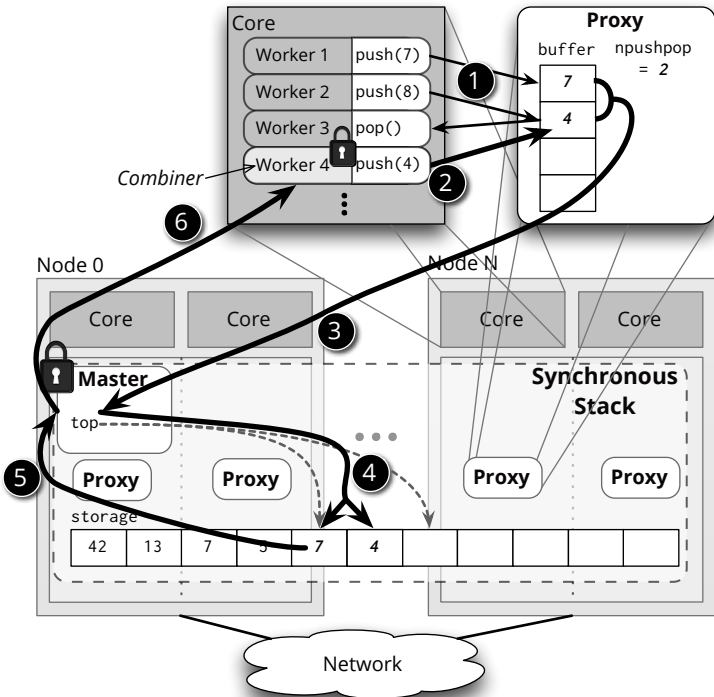 Core
Worker 1 push(7)
Worker 2 push(8)
Worker 3 pop()
Worker 4 push(4)
Combiner
Proxy
buffer npushpop
= 2
7
4
1
2
6
3
Node 0
Node N
Core Core
Core Core
Master
top
Synchronous
Stack
4
5
Proxy Proxy
Proxy Proxy
storage
42 13 7 5 7 4
Network